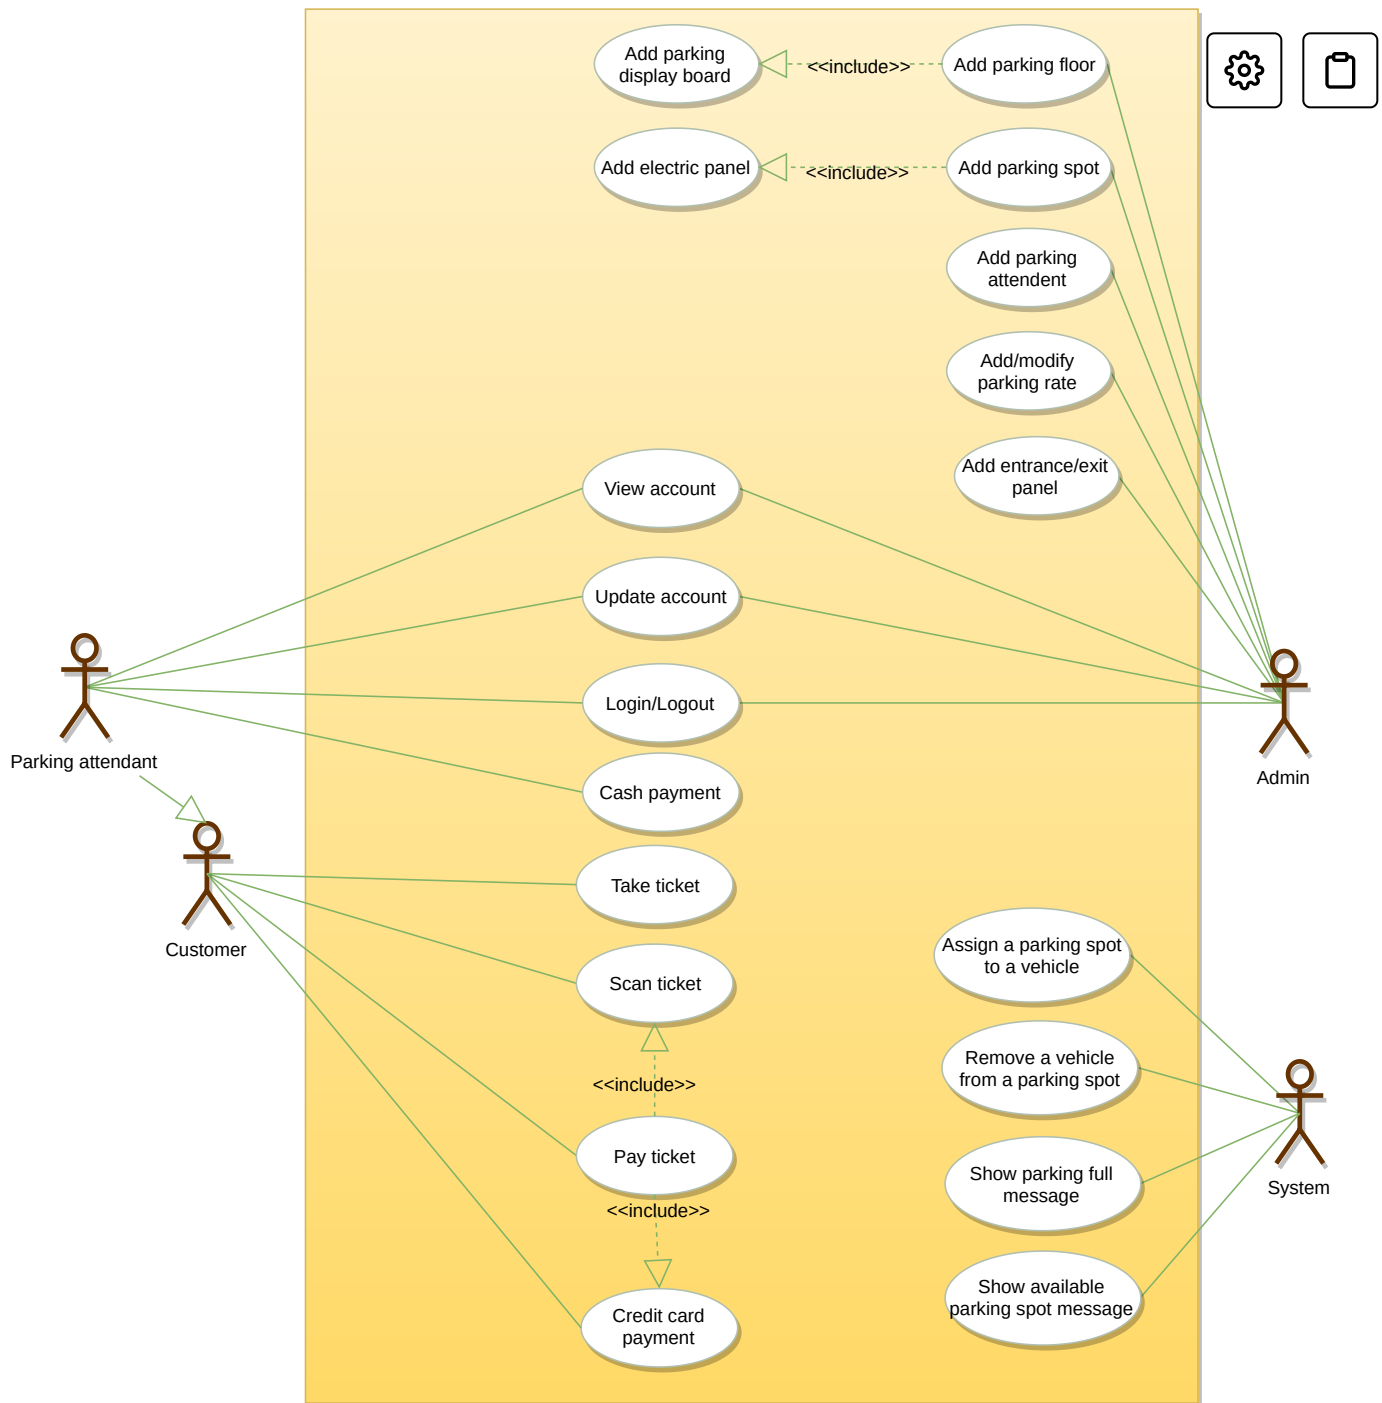 Add parking
display board
<<include>>
Add parking floor
Add electric panel
<<include>>
Add parking spot
Add parking
attendent
Add/modify
parking rate
Add entrance/exit
panel
View account
Update account
Login/Logout
Parking attendant
Admin
Cash payment
Take ticket
Customer
Assign a parking spot
to a vehicle
Scan ticket
Remove a vehicle
from a parking spot
<<include>>
Pay ticket
Show parking full
message
System
<<include>>
Show available
parking spot message
Credit card
payment